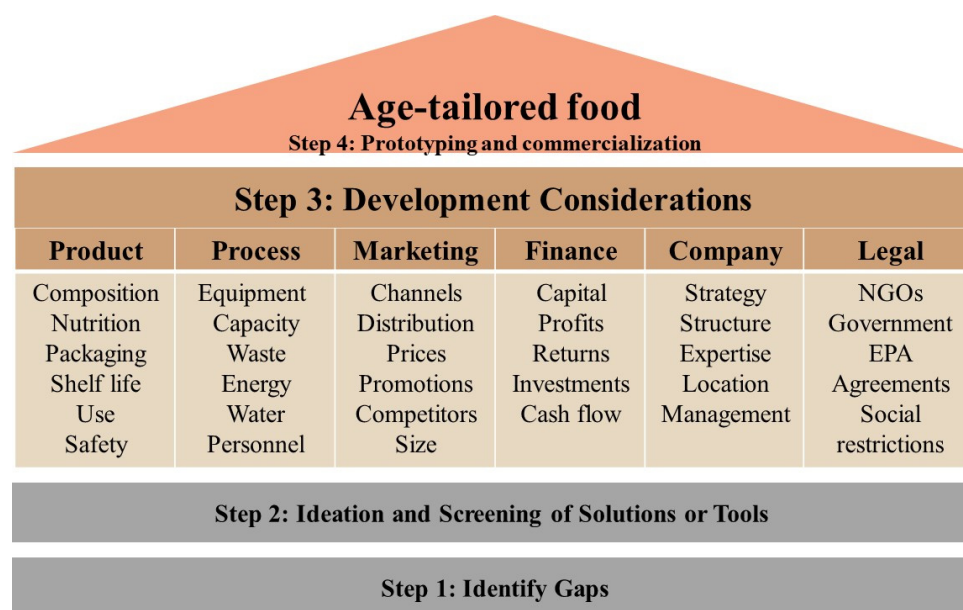 Age-tailored food
Step 4: Prototyping and commercialization
Step 3: Development Considerations
Product
Composition
Nutrition
Packaging
Shelf life
Use
Safety
Process
Equipment
Capacity
Waste
Energy
Water
Personnel
Marketing
Channels
Distribution
Prices
Promotions
Competitors
Size
Finance
Capital
Profits
Returns
Investments
Cash flow
Company
Strategy
Structure
Expertise
Location
Management
Legal
NGOs
Government
EPA
Agreements
Social
restrictions
Step 2: Ideation and Screening of Solutions or Tools
Step 1: Identify Gaps